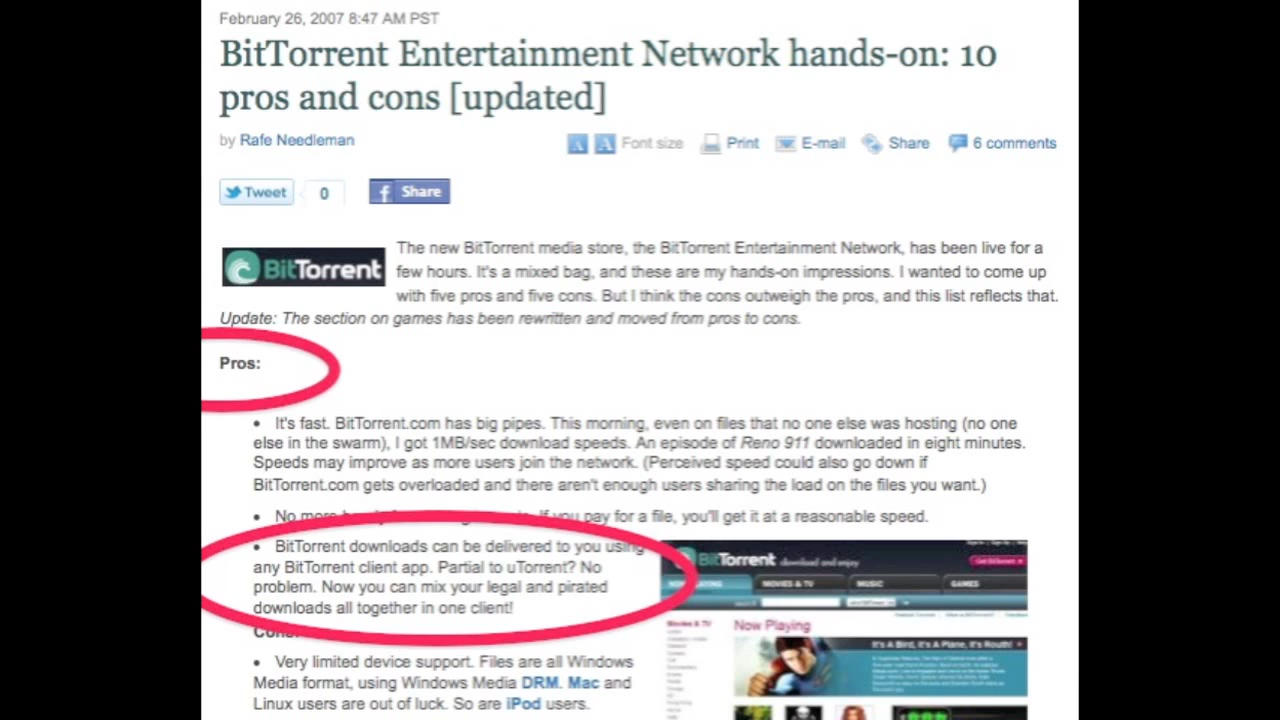 February 26, 2007 8:47 AM PST
BitTorrent Entertainment Network hands-on: 10
pros and cons [updated]
by Rafe Needleman
A A Font size Print E-mail Share 6 comments
Tweet 0 f Share
BitTorrent
The new BitTorrent media store, the BitTorrent Entertainment Network, has been live for a
few hours. It's a mixed bag, and these are my hands-on impressions. I wanted to come up
with five pros and five cons. But I think the cons outweigh the pros, and this list reflects that.
Update: The section on games has been rewritten and moved from pros to cons.
Pros:
• It's fast. BitTorrent.com has big pipes. This morning, even on files that no one else was hosting (no one
else in the swarm), I got 1MB/sec download speeds. An episode of Reno 911 downloaded in eight minutes.
Speeds may improve as more users join the network. (Perceived speed could also go down if
BitTorrent.com gets overloaded and there aren't enough users sharing the load on the files you want.)
• No more If you pay for a file, you'll get it at a reasonable speed.
• BitTorrent downloads can be delivered to you using
any BitTorrent client app. Partial to uTorrent? No
problem. Now you can mix your legal and pirated
downloads all together in one client!
Cons:
• Very limited device support. Files are all Windows
Media format, using Windows Media DRM. Mac and
Linux users are out of luck. So are iPod users.
BitTorrent download and enjoy
Get BitTorrent
NOW PLAYING MOVIES & TV MUSIC GAMES
Movies & TV
Now Playing
It's A Bird, It's A Plane, It's Routh!